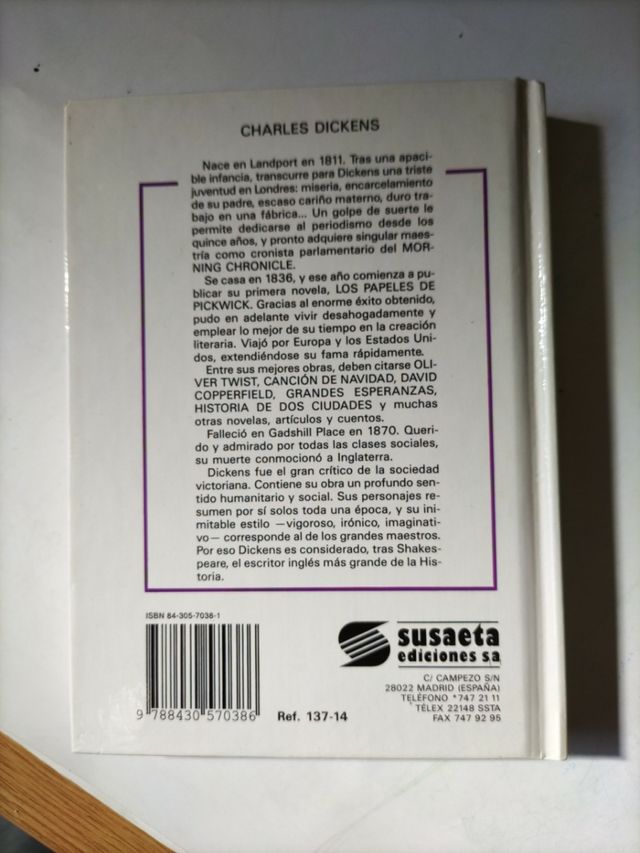 CHARLES DICKENS
Nace en Landport en 1811. Tras una apaci-
ble infancia, transcurre para Dickens una triste
juventud en Londres: miseria, encarcelamiento
de su padre, escaso cariño materno, duro tra-
bajo en una fábrica... Un golpe de suerte le
permite dedicarse al periodismo desde los
quince años, y pronto adquiere singular maes-
tría como cronista parlamentario del MOR-
NING CHRONICLE.
Se casa en 1836, y ese año comienza a pu-
blicar su primera novela, LOS PAPELES DE
PICKWICK. Gracias al enorme éxito obtenido,
pudo en adelante vivir desahogadamente y
emplear lo mejor de su tiempo en la creación
literaria. Viajó por Europa y los Estados Uni-
dos, extendiéndose su fama rápidamente.
Entre sus mejores obras, deben citarse OLI-
VER TWIST, CANCIÓN DE NAVIDAD, DAVID
COPPERFIELD, GRANDES ESPERANZAS,
HISTORIA DE DOS CIUDADES y muchas
otras novelas, artículos y cuentos.
Falleció en Gadshill Place en 1870. Queri-
do y admirado por todas las clases sociales,
su muerte conmocionó a Inglaterra.
Dickens fue el gran crítico de la sociedad
victoriana. Contiene su obra un profundo sen-
tido humanitario y social. Sus personajes re-
sumen por sí solos toda una época, y su ini-
mitable estilo —vigoroso, irónico, imaginati-
vo— corresponde al de los grandes maestros.
Por eso Dickens es considerado, tras Shakes-
peare, el escritor inglés más grande de la His-
toria.
ISBN 84-305-7038-1
9 788430 570386
Ref. 137-14
susaeta
ediciones s.a
C/ CAMPEZO S/N
28022 MADRID (ESPAÑA)
TELÉFONO *747 21 11
TÉLEX 22148 SSTA
FAX 747 92 95